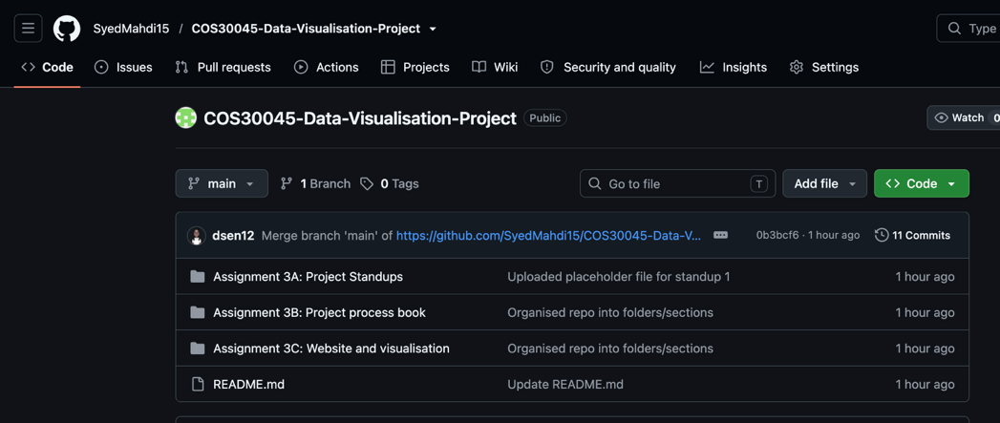 SyedMahdi15 / COS30045-Data-Visualisation-Project
Type
Code Issues Pull requests Actions Projects Wiki Security and quality Insights Settings
COS30045-Data-Visualisation-Project Public
Watch 0
main 1 Branch 0 Tags Go to file T Add file Code
dsen12 Merge branch 'main' of https://github.com/SyedMahdi15/COS30045-Data-V... 0b3bcf6 · 1 hour ago 11 Commits
Assignment 3A: Project Standups Uploaded placeholder file for standup 1 1 hour ago
Assignment 3B: Project process book Organised repo into folders/sections 1 hour ago
Assignment 3C: Website and visualisation Organised repo into folders/sections 1 hour ago
README.md Update README.md 1 hour ago